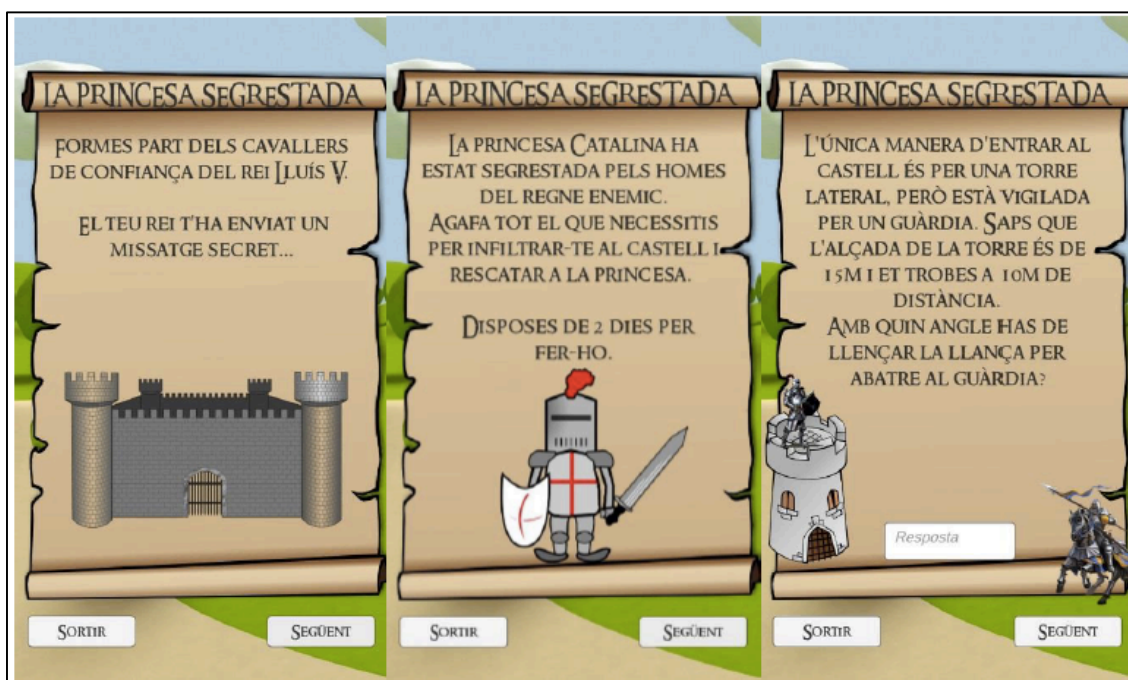 LA PRINCESA SEGRESTADA
FORMES PART DELS CAVALLERS
DE CONFIANÇA DEL REI LLUÍS V.
EL TEU REI T'HA ENVIAT UN
MISSATGE SECRET...
SORTIR
SEGÜENT
LA PRINCESA SEGRESTADA
LA PRINCESA CATALINA HA
ESTAT SEGRESTADA PELS HOMES
DEL REGNE ENEMIC.
AGAFA TOT EL QUE NECESSITIS
PER INFILTRAR-TE AL CASTELL I
RESCATAR A LA PRINCESA.
DISPOSES DE 2 DIES PER
FER-HO.
SORTIR
SEGÜENT
LA PRINCESA SEGRESTADA
L'ÚNICA MANERA D'ENTRAR AL
CASTELL ÉS PER UNA TORRE
LATERAL, PERÒ ESTÀ VIGILADA
PER UN GUÀRDIA. SAPS QUE
L'ALÇADA DE LA TORRE ÉS DE
15M I ET TROBES A 10M DE
DISTÀNCIA.
AMB QUIN ANGLE HAS DE
LLENÇAR LA LLANÇA PER
ABATRE AL GUÀRDIA?
Resposta
SORTIR
SEGÜENT